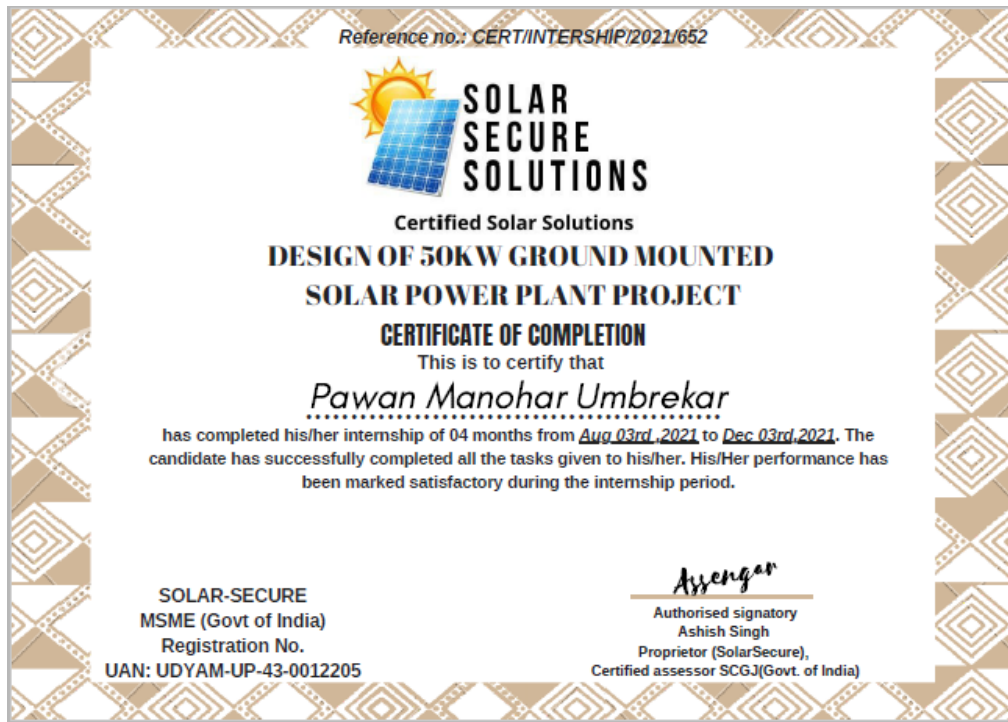 Reference no.: CERT/INTERSHIP/2021/652
SOLAR
SECURE
SOLUTIONS
Certified Solar Solutions
DESIGN OF 50KW GROUND MOUNTED
SOLAR POWER PLANT PROJECT
CERTIFICATE OF COMPLETION
This is to certify that
Pawan Manohar Umbrekar
has completed his/her internship of 04 months from Aug 03rd ,2021 to Dec 03rd,2021. The
candidate has successfully completed all the tasks given to his/her. His/Her performance has
been marked satisfactory during the internship period.
Assengar
SOLAR-SECURE
MSME (Govt of India)
Registration No.
UAN: UDYAM-UP-43-0012205
Authorised signatory
Ashish Singh
Proprietor (SolarSecure),
Certified assessor SCGJ(Govt. of India)